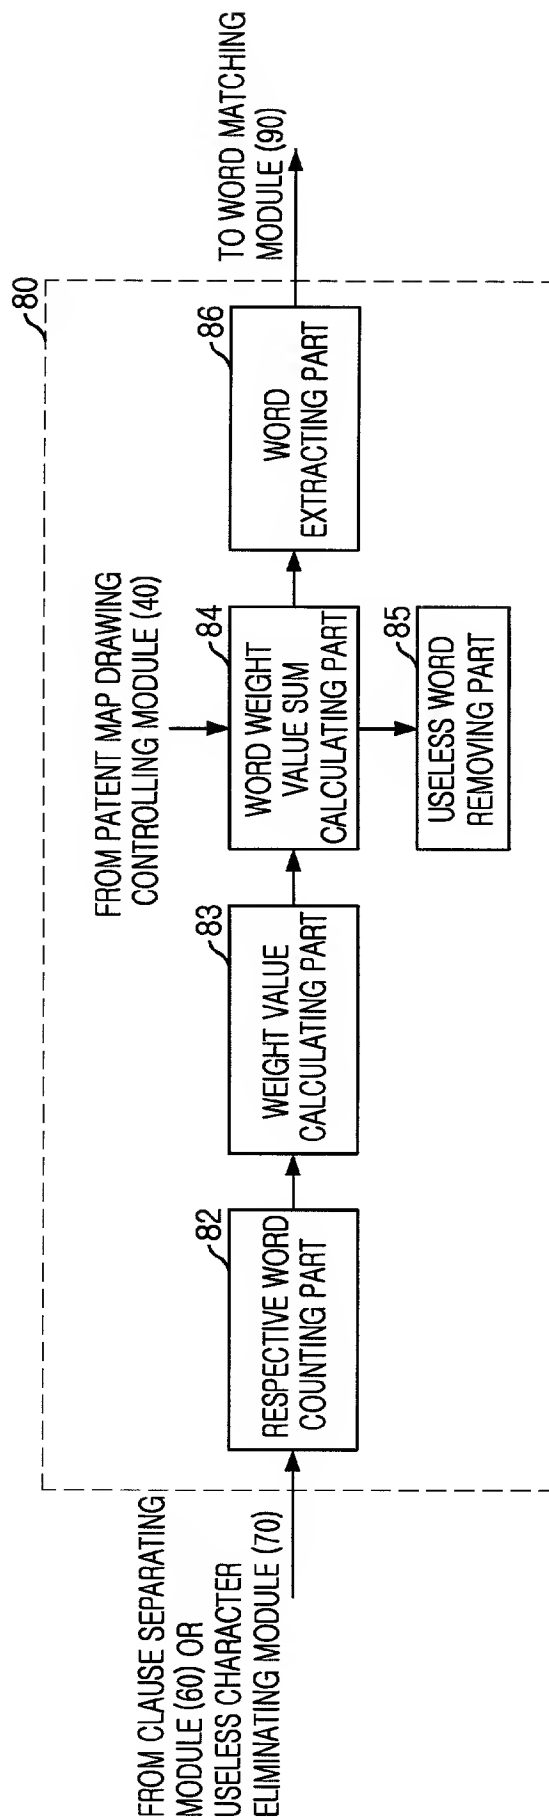 FROM CLAUSE SEPARATING
MODULE (60) OR
USELESS CHARACTER
ELIMINATING MODULE (70)
82
RESPECTIVE WORD
COUNTING PART
83
WEIGHT VALUE
CALCULATING PART
FROM PATENT MAP DRAWING
CONTROLLING MODULE (40)
84
WORD WEIGHT
VALUE SUM
CALCULATING PART
85
USELESS WORD
REMOVING PART
86
WORD
EXTRACTING PART
80
TO WORD MATCHING
MODULE (90)